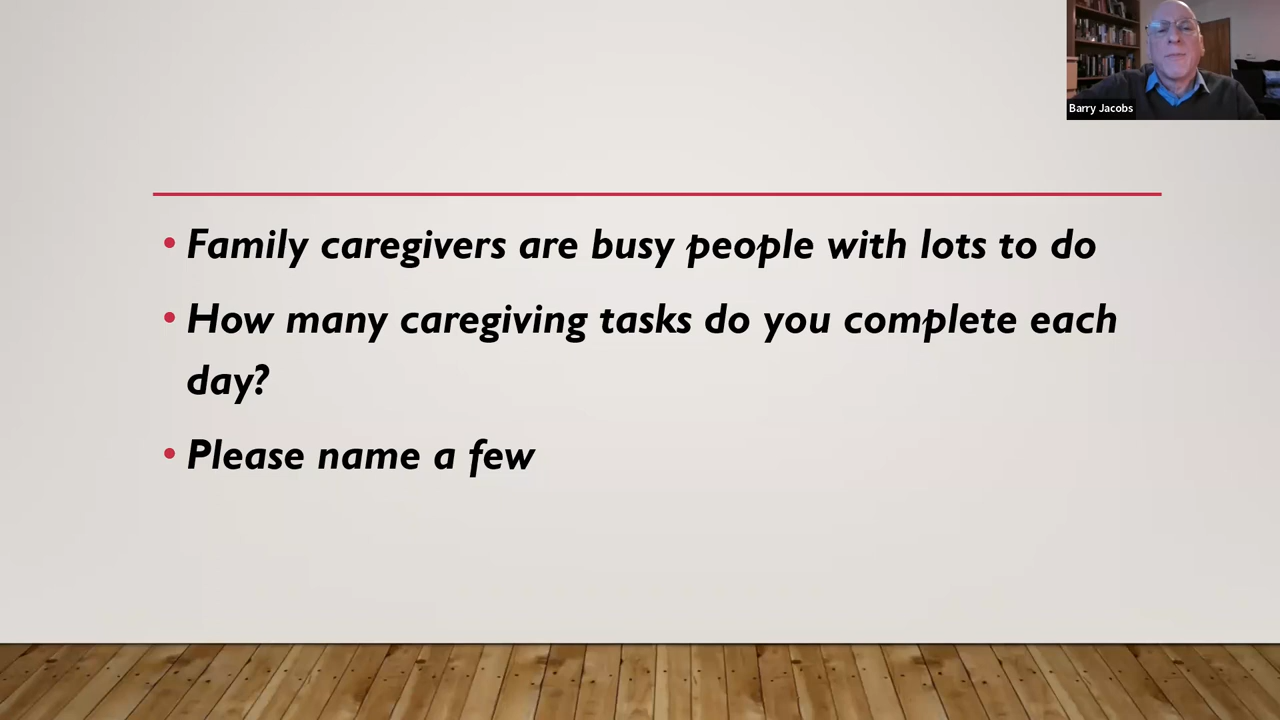 Barry Jacobs
• Family caregivers are busy people with lots to do
• How many caregiving tasks do you complete each
day?
• Please name a few